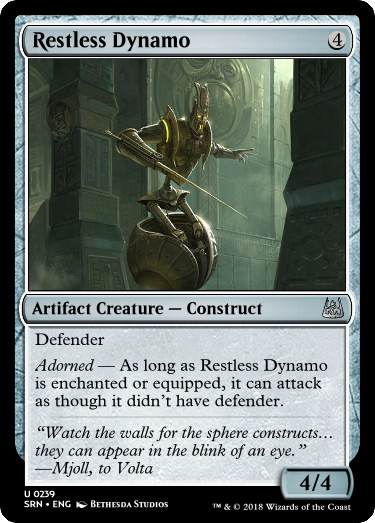 Restless Dynamo 4
Artifact Creature — Construct
Defender
Adorned — As long as Restless Dynamo
is enchanted or equipped, it can attack
as though it didn't have defender.
“Watch the walls for the sphere constructs…
they can appear in the blink of an eye.”
—Mjoll, to Volta
4/4
U 0239
SRN • ENG Bethesda Studios
™ & © 2018 Wizards of the Coast